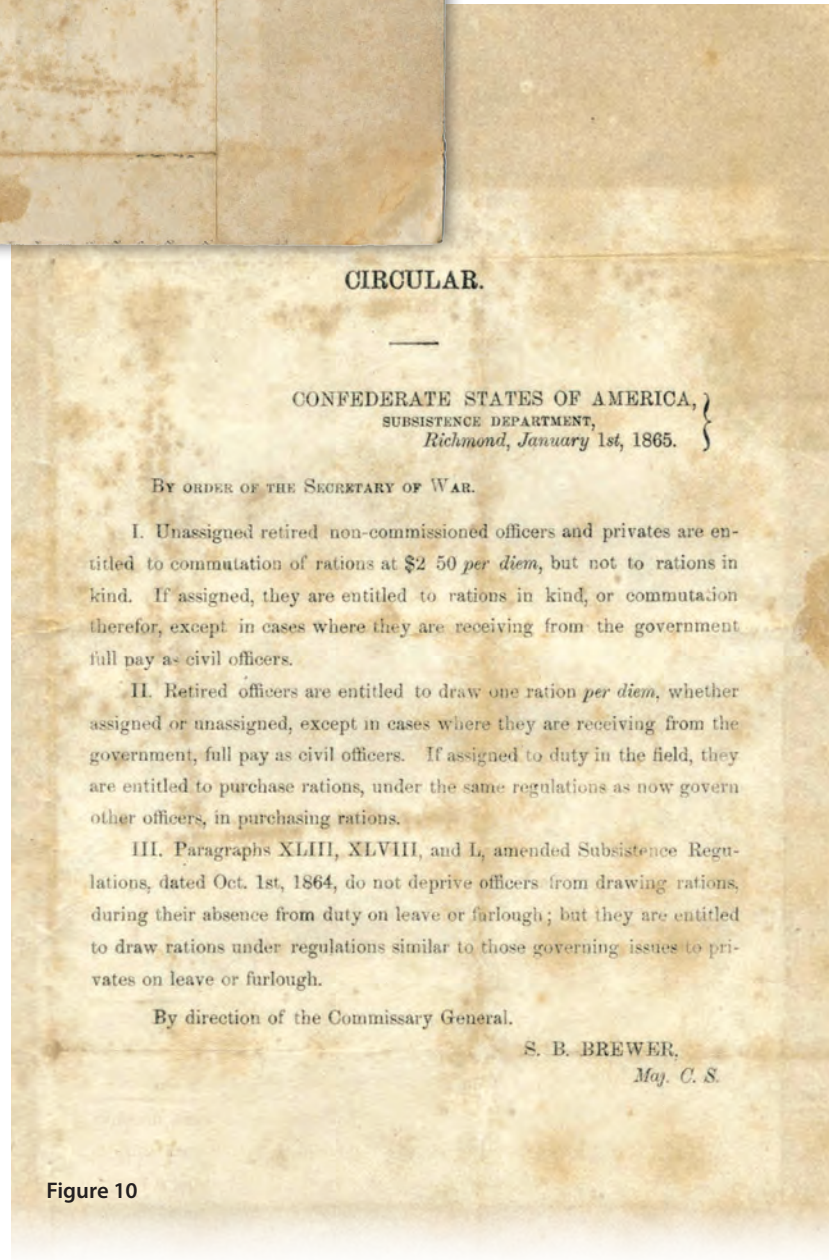 CIRCULAR.
CONFEDERATE STATES OF AMERICA,
SUBSISTENCE DEPARTMENT,
Richmond, January 1st, 1865.
BY ORDER OF THE SECRETARY OF WAR.
I. Unassigned retired non-commissioned officers and privates are en-
titled to commutation of rations at $2 50 per diem, but not to rations in
kind. If assigned, they are entitled to rations in kind, or commutation
therefor, except in cases where they are receiving from the government
full pay as civil officers.
II. Retired officers are entitled to draw one ration per diem, whether
assigned or unassigned, except in cases where they are receiving from the
government, full pay as civil officers. If assigned to duty in the field, they
are entitled to purchase rations, under the same regulations as now govern
other officers, in purchasing rations.
III. Paragraphs XLIII, XLVIII, and L, amended Subsistence Regu-
lations, dated Oct. 1st, 1864, do not deprive officers from drawing rations,
during their absence from duty on leave or furlough; but they are entitled
to draw rations under regulations similar to those governing issues to pri-
vates on leave or furlough.
By direction of the Commissary General.
S. B. BREWER,
Maj. C. S.
Figure 10